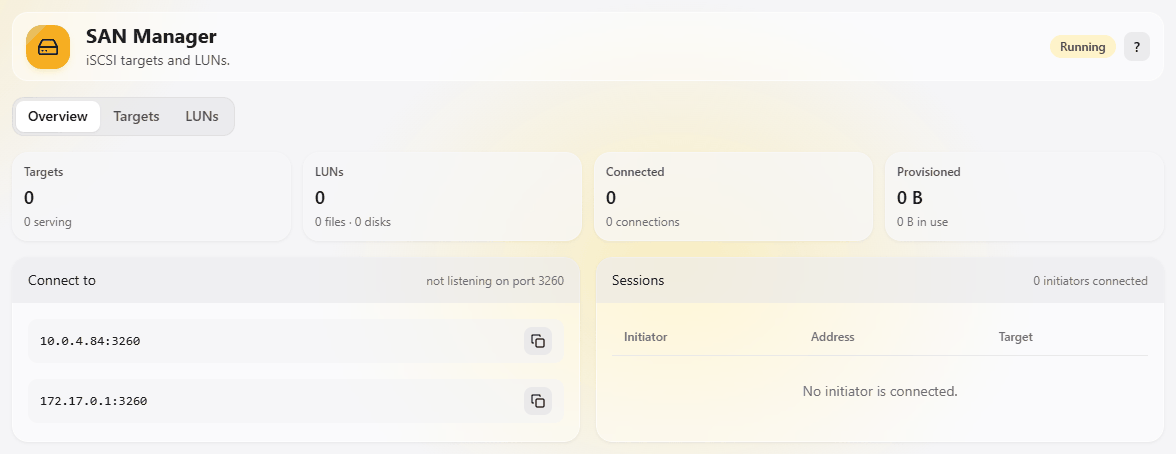 SAN Manager
iSCSI targets and LUNs.
Running
?
Overview
Targets
LUNs
Targets
0
0 serving
LUNs
0
0 files · 0 disks
Connected
0
0 connections
Provisioned
0 B
0 B in use
Connect to
not listening on port 3260
10.0.4.84:3260
172.17.0.1:3260
Sessions
0 initiators connected
Initiator
Address
Target
No initiator is connected.